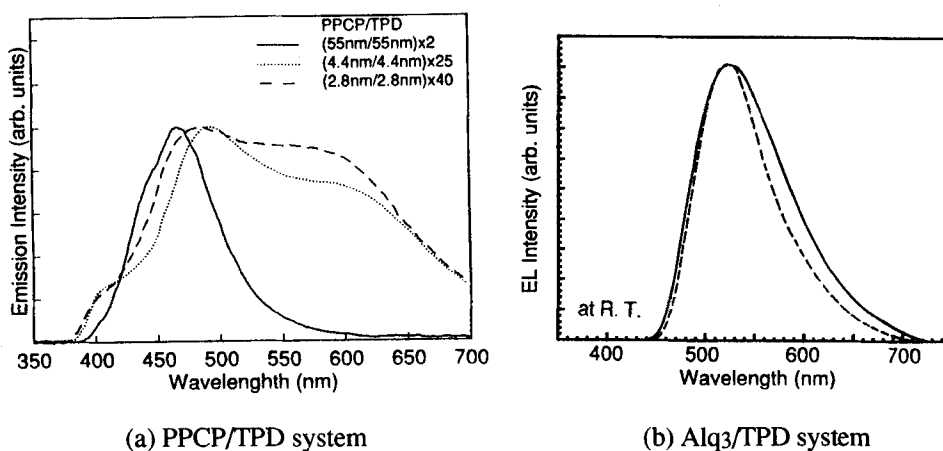 PPCP/TPD
(55nm/55nm)x2
(4.4nm/4.4nm)x25
(2.8nm/2.8nm)x40
Emission Intensity (arb. units)
350 400 450 500 550 600 650 700
Wavelenghth (nm)
(a) PPCP/TPD system
EL Intensity (arb. units)
at R. T.
400 500 600 700
Wavelength (nm)
(b) Alq3/TPD system